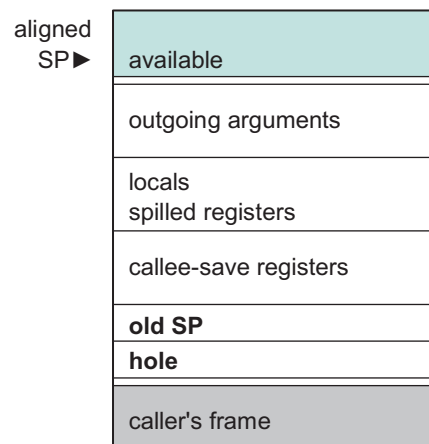 aligned
SP►
available
outgoing arguments
locals
spilled registers
callee-save registers
old SP
hole
caller's frame